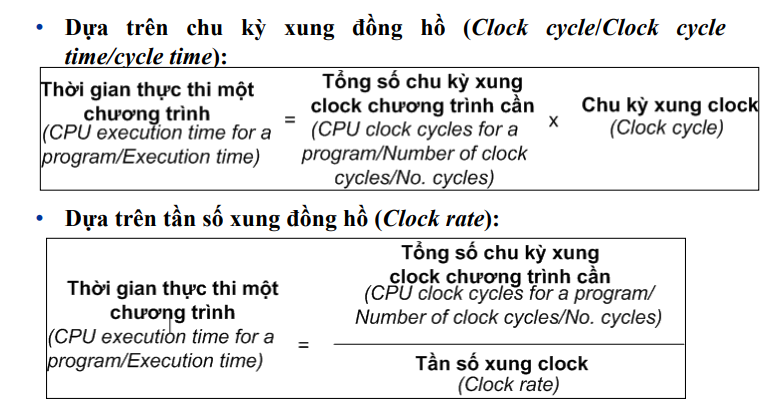 • Dựa trên chu kỳ xung đồng hồ (Clock cycle/Clock cycle
time/cycle time):
Thời gian thực thi một
chương trình
(CPU execution time for a
program/Execution time)
=
Tổng số chu kỳ xung
clock chương trình cần
(CPU clock cycles for a
program/Number of clock
cycles/No. cycles)
x
Chu kỳ xung clock
(Clock cycle)
• Dựa trên tần số xung đồng hồ (Clock rate):
Thời gian thực thi một
chương trình
(CPU execution time for a
program/Execution time)
=
Tổng số chu kỳ xung
clock chương trình cần
(CPU clock cycles for a program/
Number of clock cycles/No. cycles)
Tần số xung clock
(Clock rate)